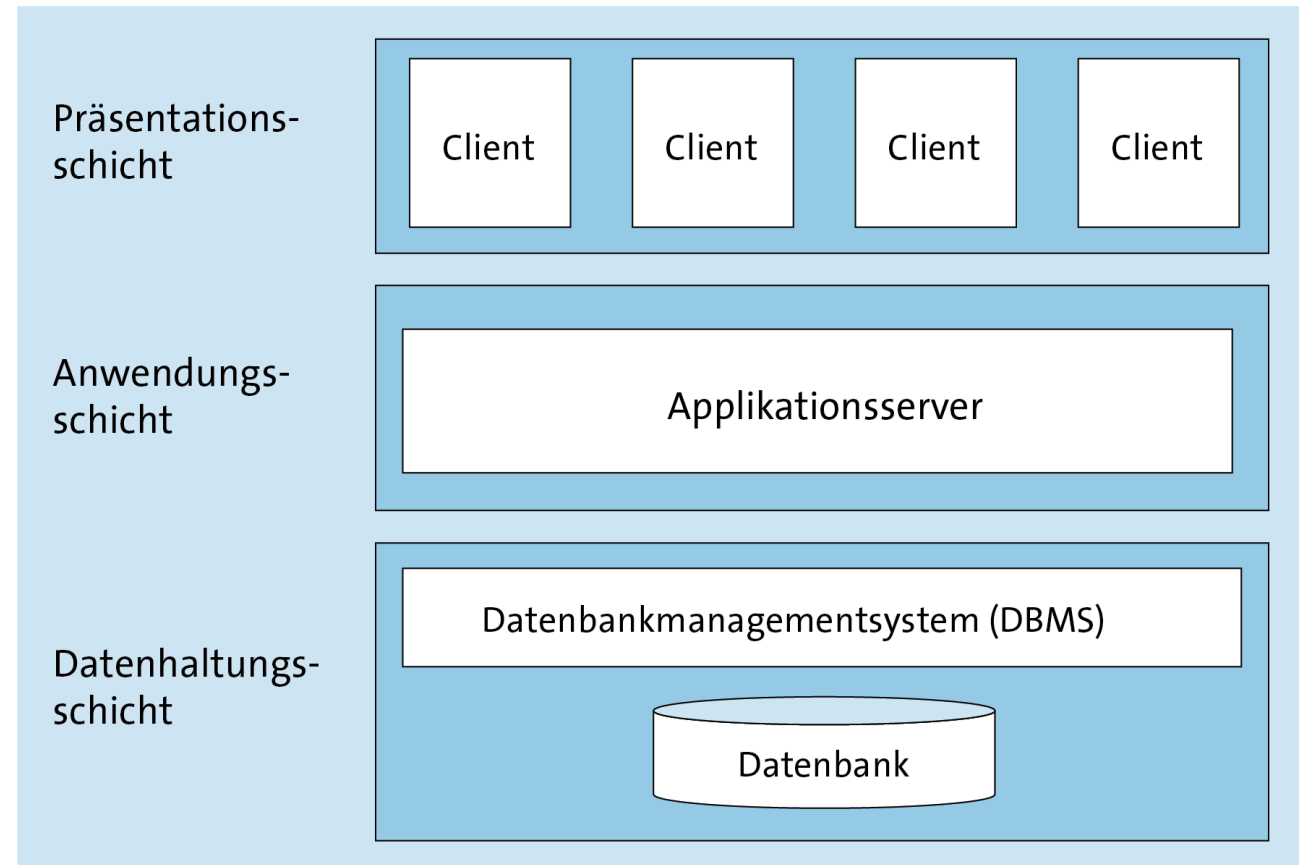 Präsentations-
schicht
Client
Client
Client
Client
Anwendungs-
schicht
Applikationsserver
Datenhaltungs-
schicht
Datenbankmanagementsystem (DBMS)
Datenbank